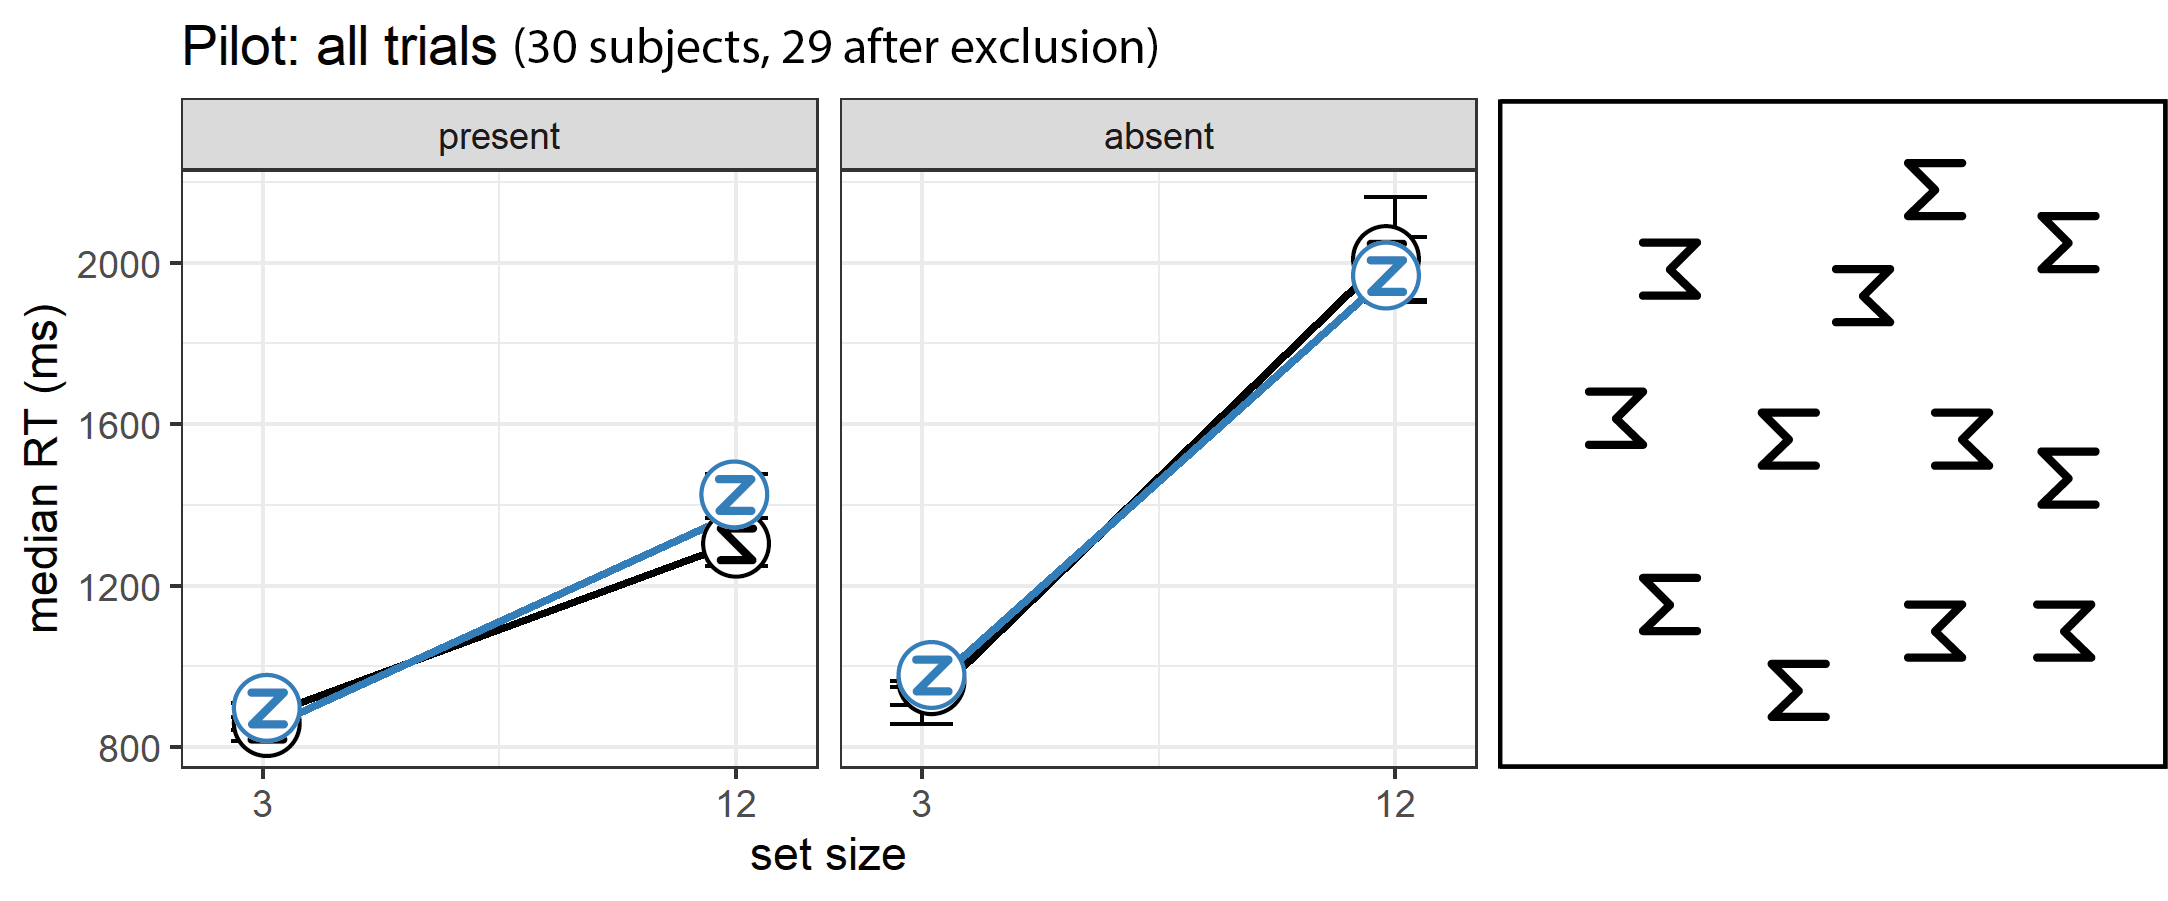 Pilot: all trials (30 subjects, 29 after exclusion)
present
absent
median RT (ms)
2000
1600
1200
800
Z
Z
Z
Z
3
12
3
12
set size